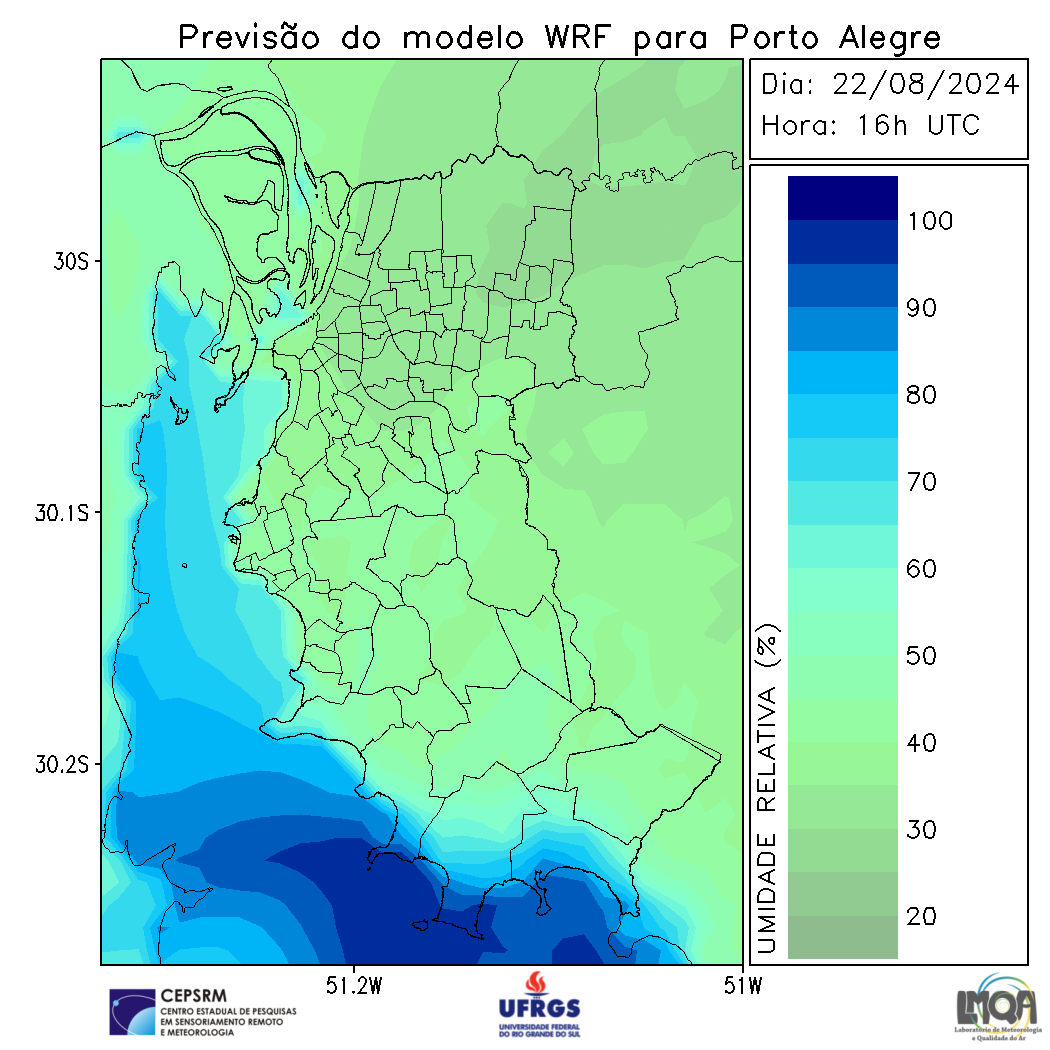 Previsão do modelo WRF para Porto Alegre
Dia: 22/08/2024
Hora: 16h UTC
30S
30.1S
30.2S
51.2W
51W
UMIDADE RELATIVA (%)
100
90
80
70
60
50
40
30
20
CEPSRM
CENTRO ESTADUAL DE PESQUISAS
EM SENSORIAMENTO REMOTO
E METEOROLOGIA
UFRGS
UNIVERSIDADE FEDERAL
DO RIO GRANDE DO SUL
LMQA
Laboratório de Meteorologia
e Qualidade do Ar